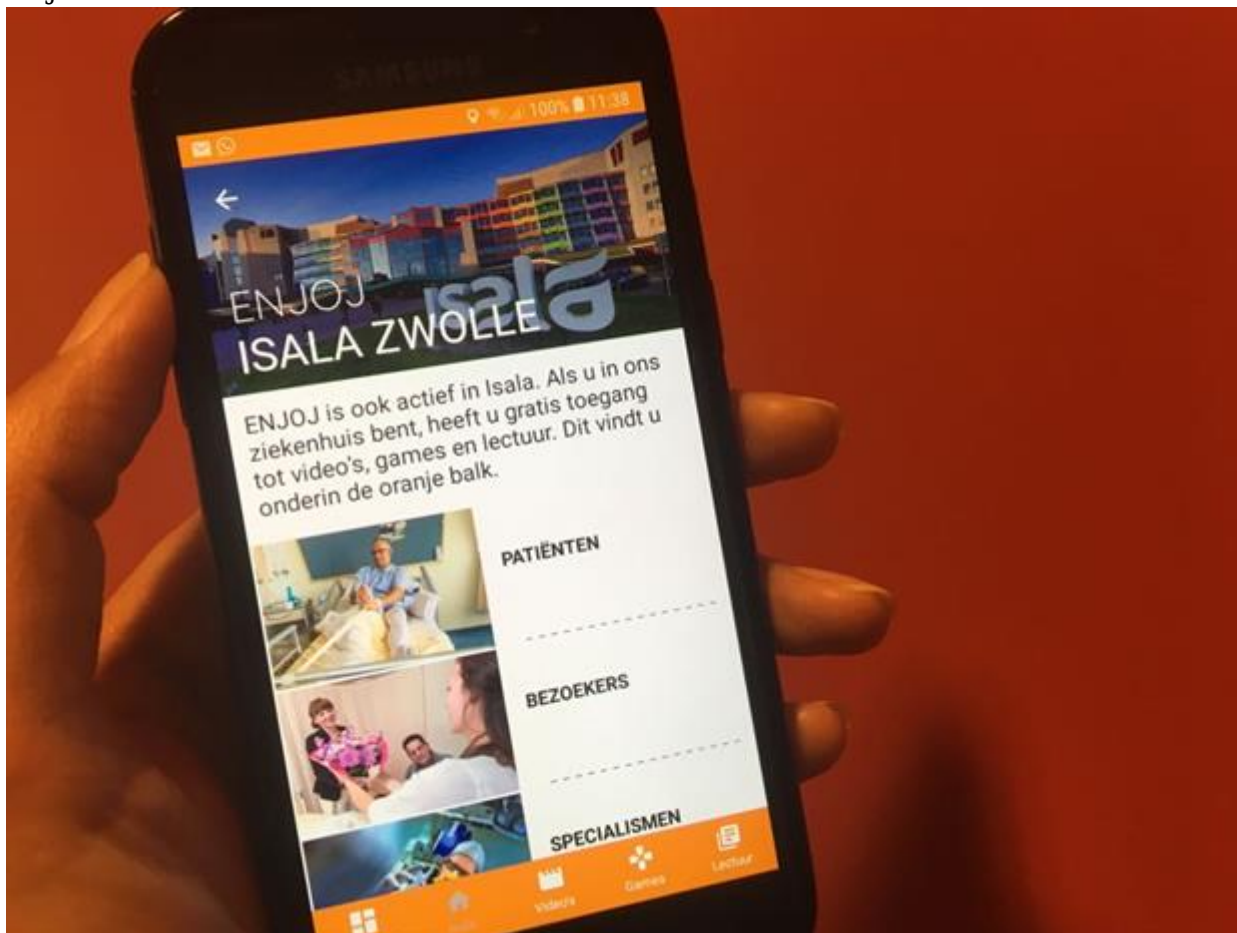 SAMSUNG
100% 11:38
ENJOJ
isala
ISALA ZWOLLE
ENJOJ is ook actief in Isala. Als u in ons
ziekenhuis bent, heeft u gratis toegang
tot video's, games en lectuur. Dit vindt u
onderin de oranje balk.
PATIËNTEN
BEZOEKERS
SPECIALISMEN
Video's
Games
Lectuur